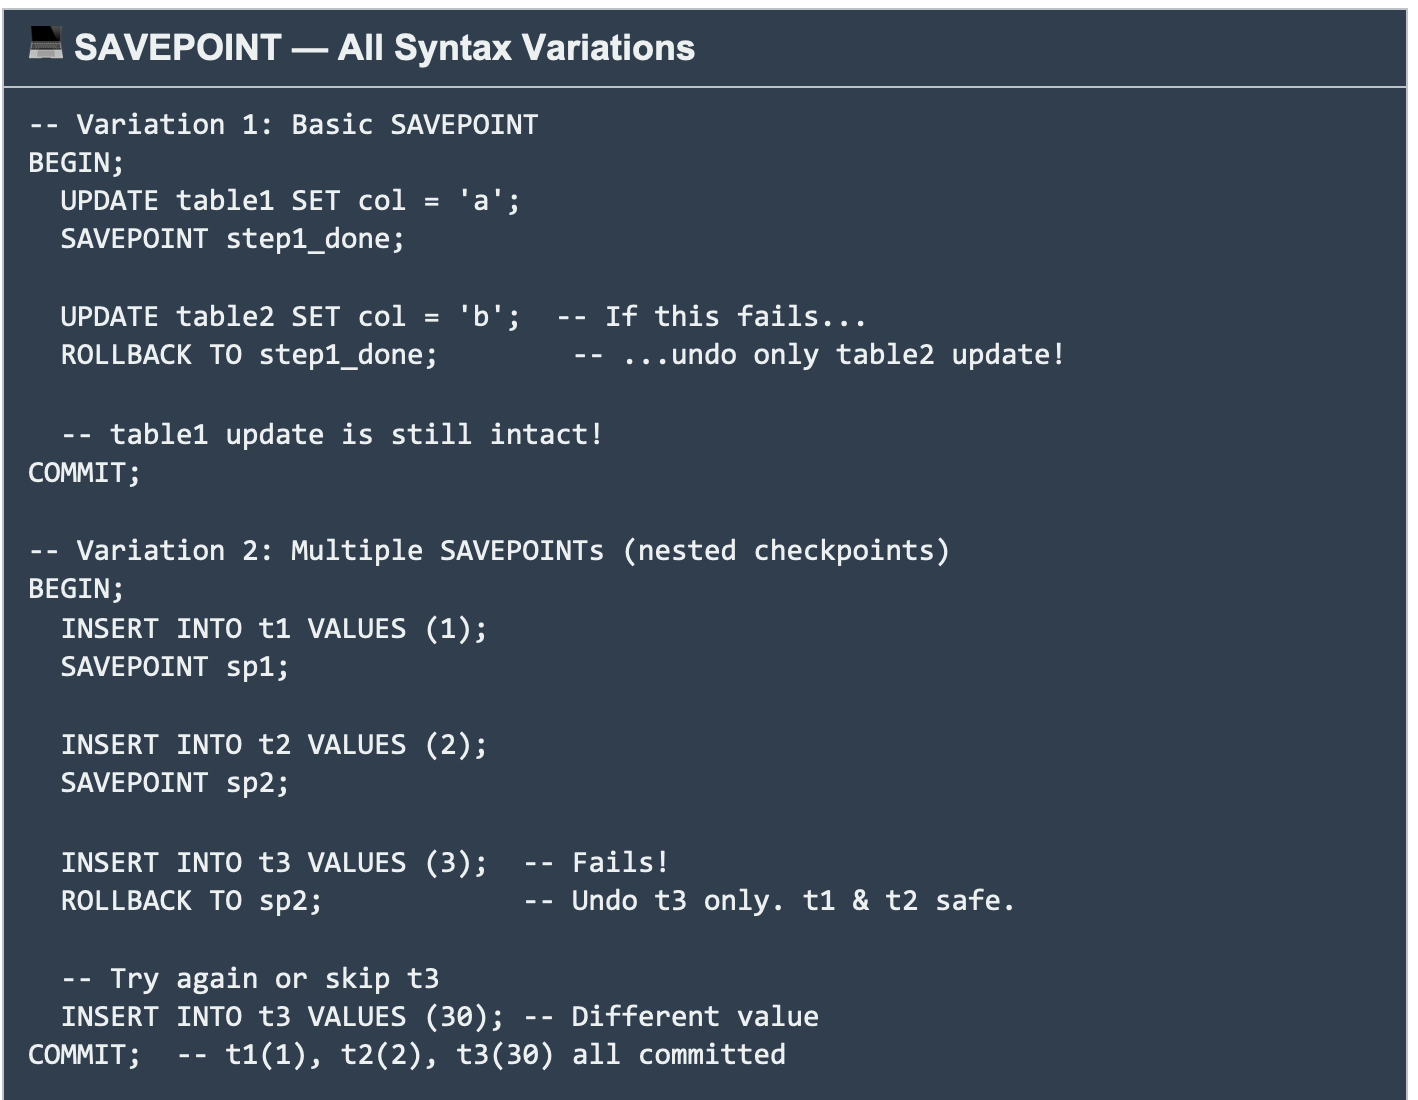 SAVEPOINT — All Syntax Variations
-- Variation 1: Basic SAVEPOINT
BEGIN;
  UPDATE table1 SET col = 'a';
  SAVEPOINT step1_done;

  UPDATE table2 SET col = 'b';  -- If this fails...
  ROLLBACK TO step1_done;        -- ...undo only table2 update!

  -- table1 update is still intact!
COMMIT;

-- Variation 2: Multiple SAVEPOINTs (nested checkpoints)
BEGIN;
  INSERT INTO t1 VALUES (1);
  SAVEPOINT sp1;

  INSERT INTO t2 VALUES (2);
  SAVEPOINT sp2;

  INSERT INTO t3 VALUES (3);  -- Fails!
  ROLLBACK TO sp2;            -- Undo t3 only. t1 & t2 safe.

  -- Try again or skip t3
  INSERT INTO t3 VALUES (30); -- Different value
COMMIT;  -- t1(1), t2(2), t3(30) all committed